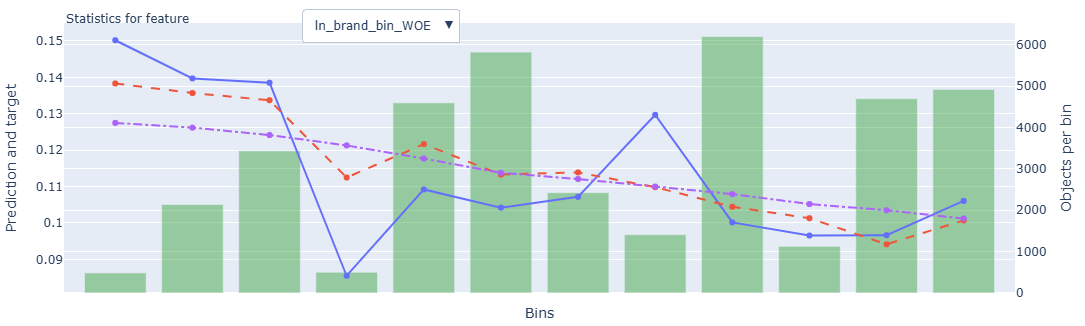 Statistics for feature
ln_brand_bin_WOE ▼
Prediction and target
0.15
0.14
0.13
0.12
0.11
0.1
0.09
6000
5000
4000
3000
2000
1000
0
Objects per bin
Bins